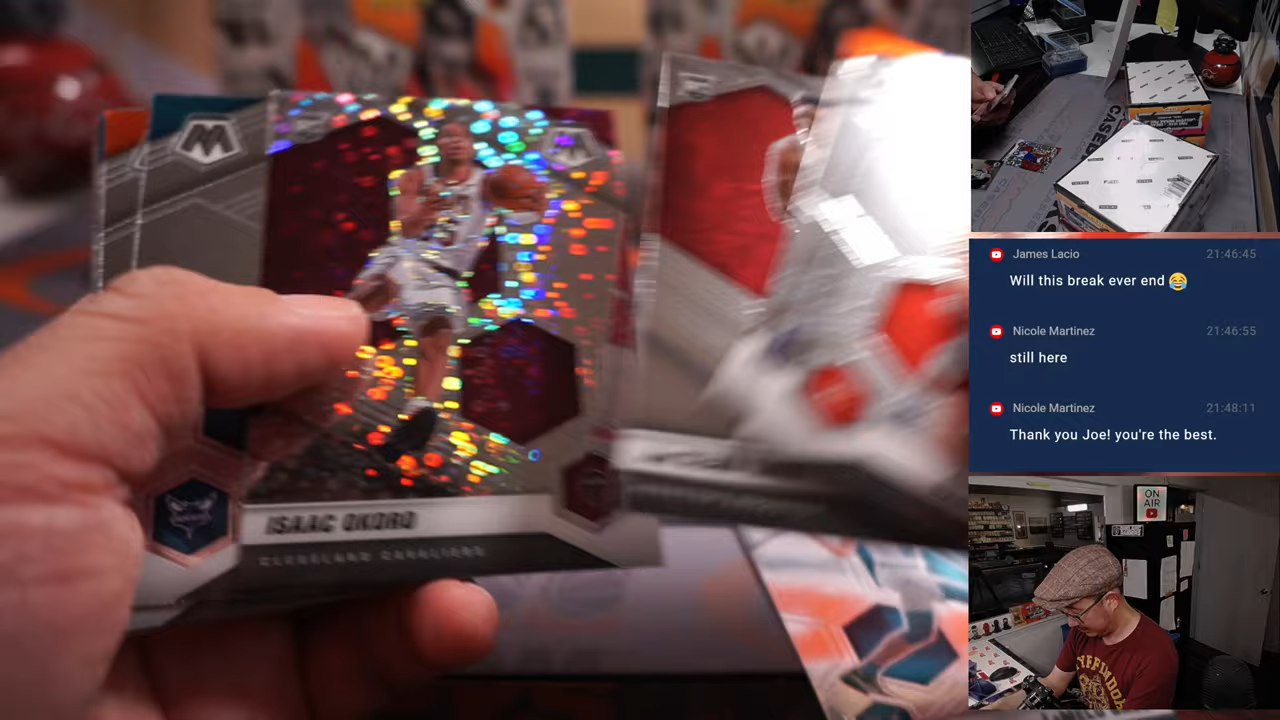 ISAAC OKORO
CLEVELAND CAVALIERS
James Lacio 21:46:45
Will this break ever end 😂
Nicole Martinez 21:46:55
still here
Nicole Martinez 21:48:11
Thank you Joe! you're the best.
ON
AIR